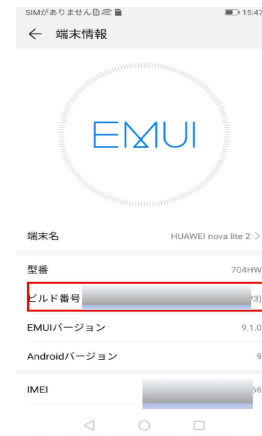 SIMがありません 15:47
← 端末情報
EMUI
端末名 HUAWEI nova lite 2 >
型番 704HW
ビルド番号 3)
EMUIバージョン 9.1.0
Androidバージョン 9
IMEI 66